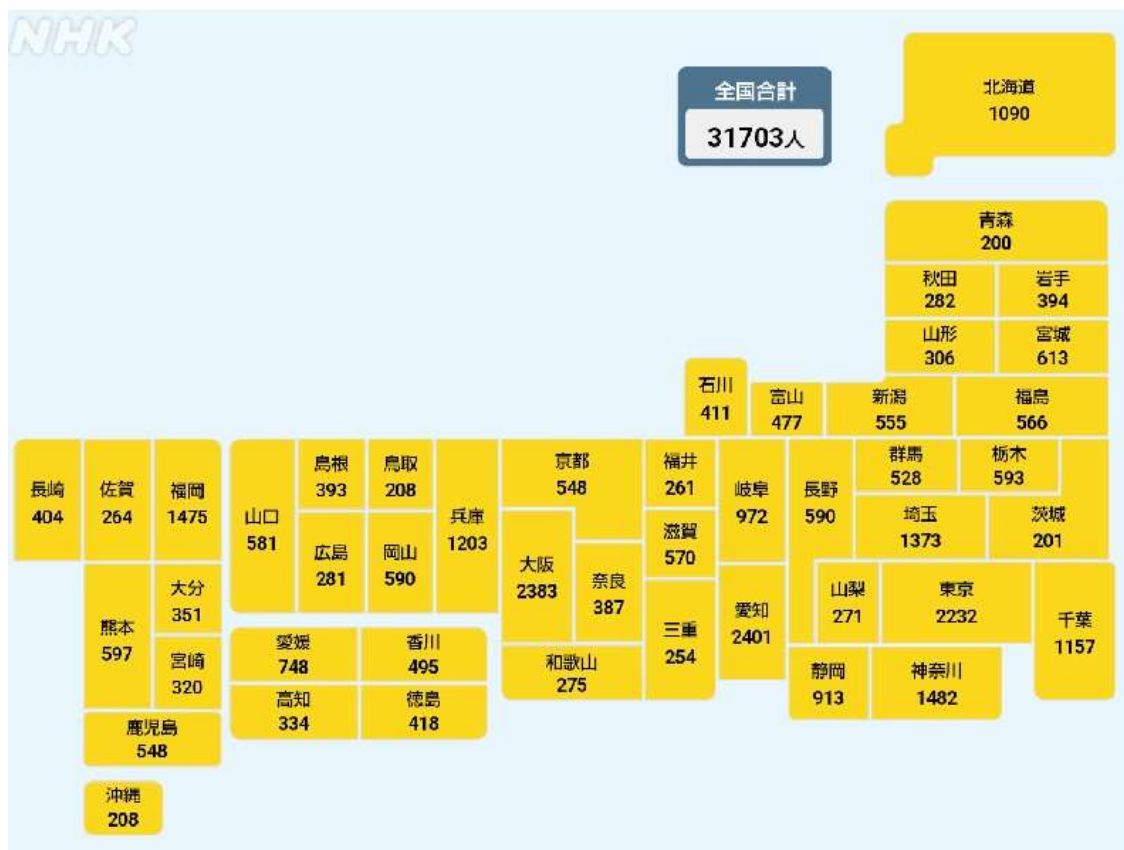 NHK
全国合計
31703人
北海道
1090
青森
200
秋田
282
岩手
394
山形
306
宮城
613
石川
411
富山
477
新潟
555
福島
566
長崎
404
佐賀
264
福岡
1475
山口
581
島根
393
鳥取
208
兵庫
1203
京都
548
福井
261
岐阜
972
長野
590
群馬
528
栃木
593
広島
281
岡山
590
大阪
2383
奈良
387
滋賀
570
埼玉
1373
茨城
201
熊本
597
大分
351
宮崎
320
愛媛
748
香川
495
和歌山
275
三重
254
愛知
2401
山梨
271
東京
2232
千葉
1157
高知
334
徳島
418
静岡
913
神奈川
1482
鹿児島
548
沖縄
208